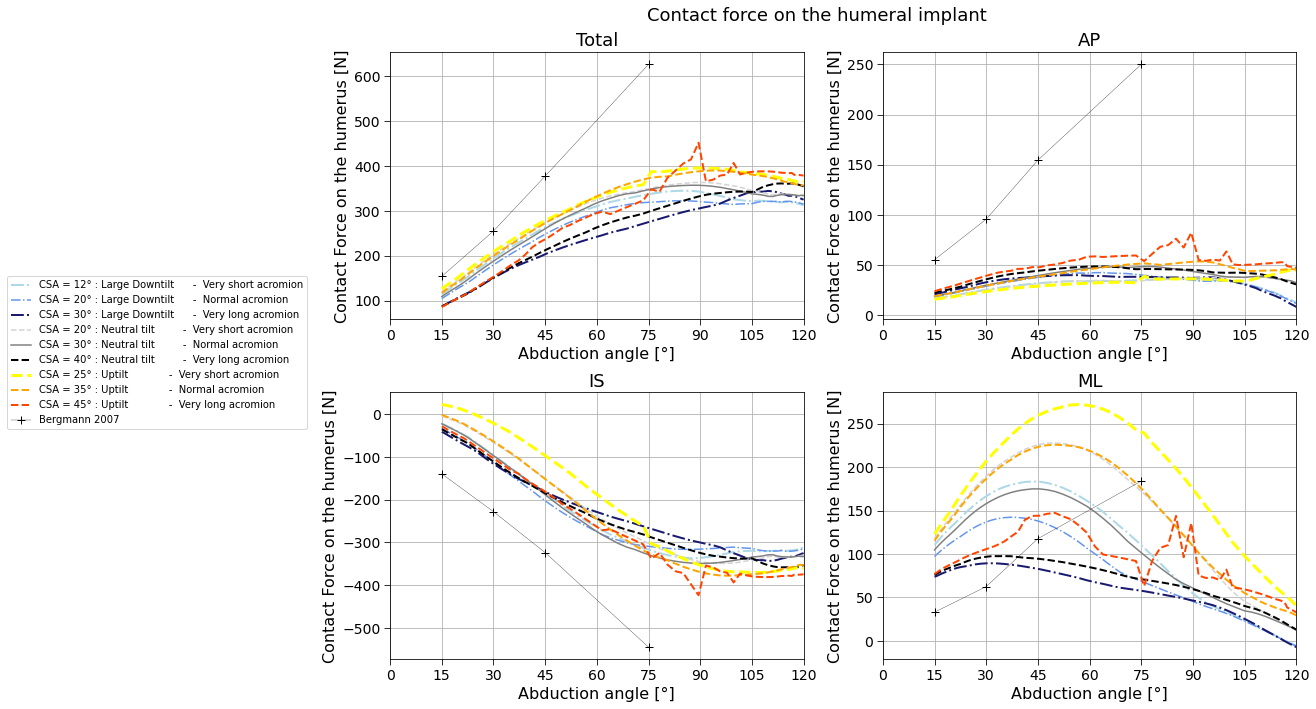 Contact force on the humeral implant
Total
Contact Force on the humerus [N]
600
500
400
300
200
100
0 15 30 45 60 75 90 105 120
Abduction angle [°]
AP
Contact Force on the humerus [N]
250
200
150
100
50
0
0 15 30 45 60 75 90 105 120
Abduction angle [°]
CSA = 12° : Large Downtilt - Very short acromion
CSA = 20° : Large Downtilt - Normal acromion
CSA = 30° : Large Downtilt - Very long acromion
CSA = 20° : Neutral tilt - Very short acromion
CSA = 30° : Neutral tilt - Normal acromion
CSA = 40° : Neutral tilt - Very long acromion
CSA = 25° : Uptilt - Very short acromion
CSA = 35° : Uptilt - Normal acromion
CSA = 45° : Uptilt - Very long acromion
Bergmann 2007
IS
Contact Force on the humerus [N]
0
−100
−200
−300
−400
−500
0 15 30 45 60 75 90 105 120
Abduction angle [°]
ML
Contact Force on the humerus [N]
250
200
150
100
50
0
0 15 30 45 60 75 90 105 120
Abduction angle [°]